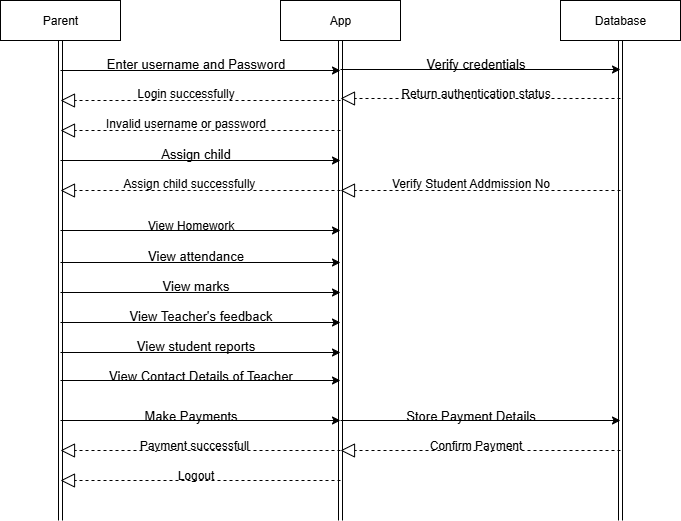 Parent
App
Database
Enter username and Password
Verify credentials
Login successfully
Return authentication status
Invalid username or password
Assign child
Assign child successfully
Verify Student Addmission No
View Homework
View attendance
View marks
View Teacher's feedback
View student reports
View Contact Details of Teacher
Make Payments
Store Payment Details
Payment successfull
Confirm Payment
Logout